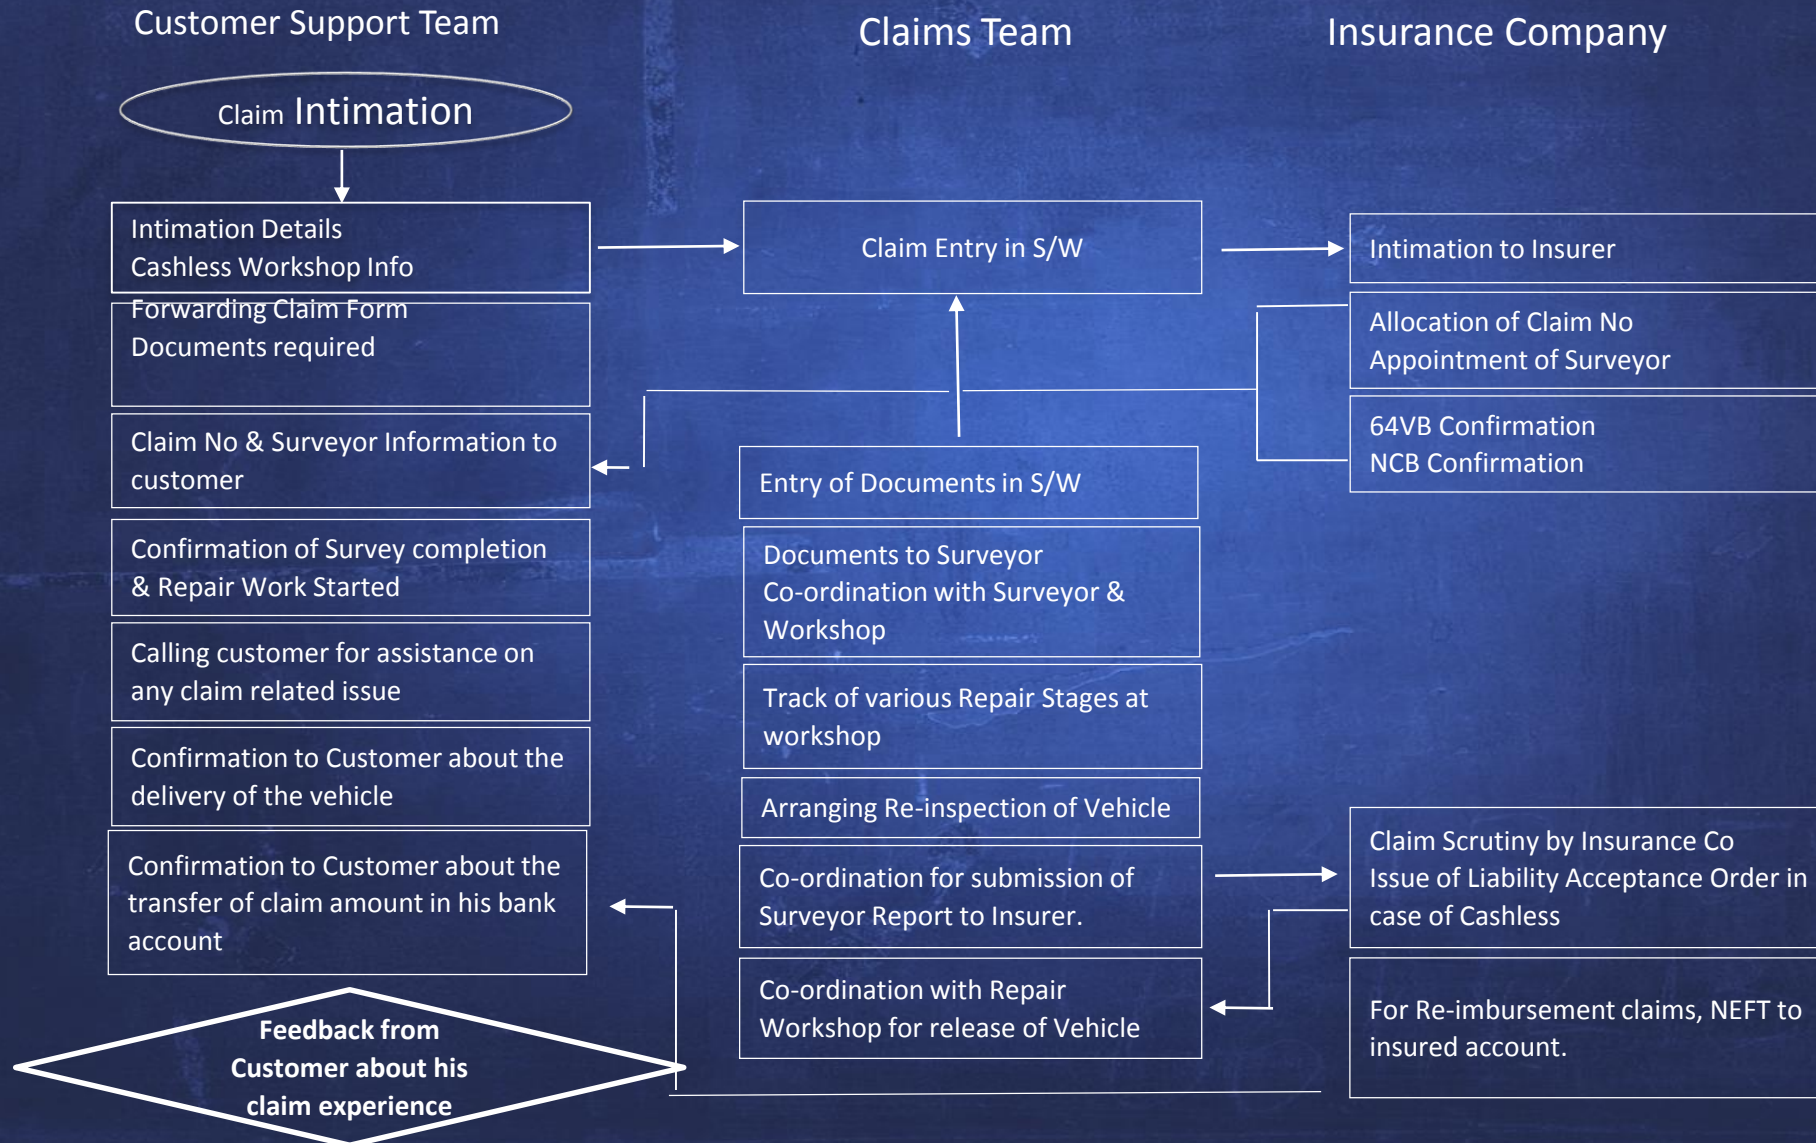 Customer Support Team
Claims Team
Insurance Company
Claim Intimation
Intimation Details
Cashless Workshop Info
Forwarding Claim Form
Documents required
Claim No & Surveyor Information to
customer
Confirmation of Survey completion
& Repair Work Started
Calling customer for assistance on
any claim related issue
Confirmation to Customer about the
delivery of the vehicle
Confirmation to Customer about the
transfer of claim amount in his bank
account
Feedback from
Customer about his
claim experience
Claim Entry in S/W
Entry of Documents in S/W
Documents to Surveyor
Co-ordination with Surveyor &
Workshop
Track of various Repair Stages at
workshop
Arranging Re-inspection of Vehicle
Co-ordination for submission of
Surveyor Report to Insurer.
Co-ordination with Repair
Workshop for release of Vehicle
Intimation to Insurer
Allocation of Claim No
Appointment of Surveyor
64VB Confirmation
NCB Confirmation
Claim Scrutiny by Insurance Co
Issue of Liability Acceptance Order in
case of Cashless
For Re-imbursement claims, NEFT to
insured account.